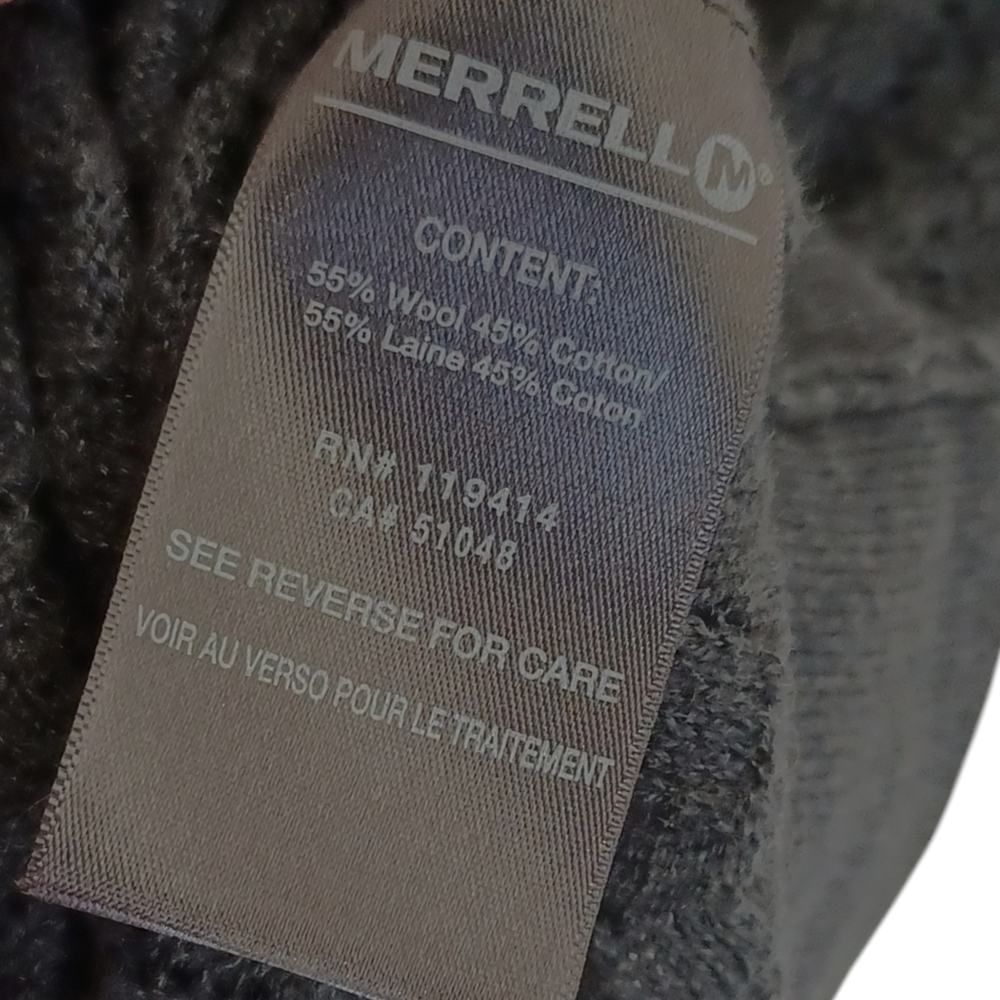 MERRELL M®
CONTENT:
55% Wool 45% Cotton/
55% Laine 45% Coton
RN# 119414
CA# 51048
SEE REVERSE FOR CARE
VOIR AU VERSO POUR LE TRAITEMENT